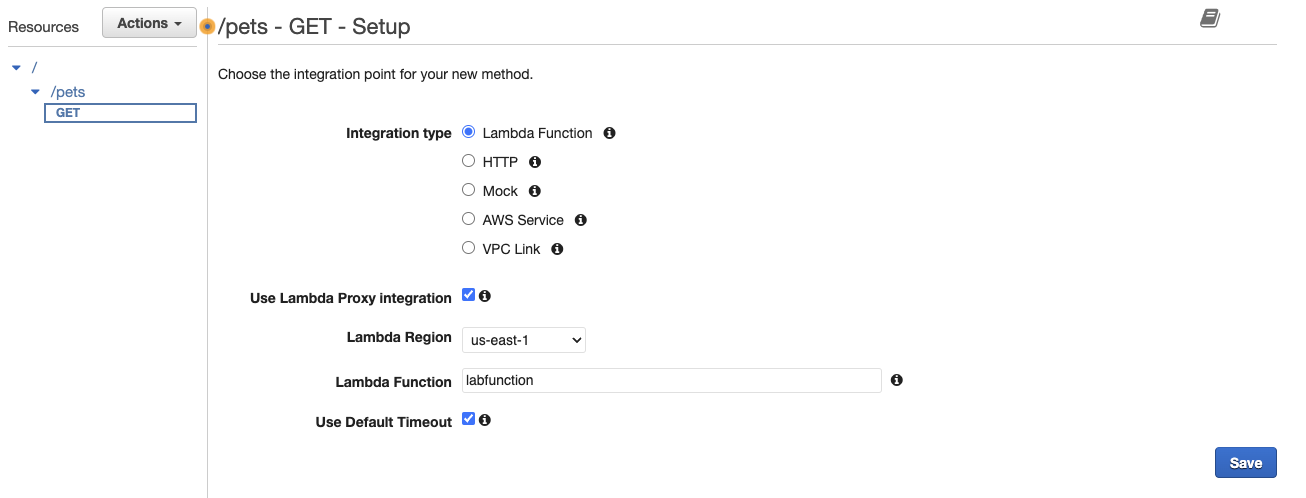 Resources
Actions
/pets - GET - Setup
/
/pets
GET
Choose the integration point for your new method.
Integration type
Lambda Function
HTTP
Mock
AWS Service
VPC Link
Use Lambda Proxy integration
Lambda Region us-east-1
Lambda Function labfunction
Use Default Timeout
Save